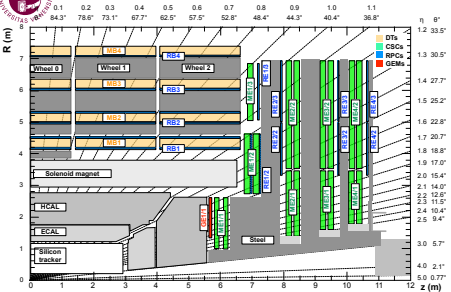 0.1 0.2 0.3 0.4 0.5 0.6 0.7 0.8 0.9 1.0 1.1
84.3° 78.6° 73.1° 67.7° 62.5° 57.5° 52.8° 48.4° 44.3° 40.4° 36.8° η θ°
R (m)
8
7
6
5
4
3
2
1
0
DTs
CSCs
RPCs
GEMs
1.2 33.5°
1.3 30.5°
1.4 27.7°
1.5 25.2°
1.6 22.8°
1.7 20.7°
1.8 18.8°
1.9 17.0°
2.0 15.4°
2.1 14.0°
2.2 12.6°
2.3 11.5°
2.4 10.4°
2.5 9.4°
3.0 5.7°
4.0 2.1°
5.0 0.77°
MB4
RB4
Wheel 0
Wheel 1
Wheel 2
MB3
RB3
MB2
RB2
MB1
RB1
Solenoid magnet
HCAL
ECAL
Silicon
tracker
Steel
GE1/1
ME1/1
ME1/2
ME1/3
RE1/2
RE1/3
ME2/1
ME2/2
RE2/2
RE2/3
ME3/1
ME3/2
RE3/2
RE3/3
ME4/1
ME4/2
RE4/2
RE4/3
0 1 2 3 4 5 6 7 8 9 10 11 12
z (m)